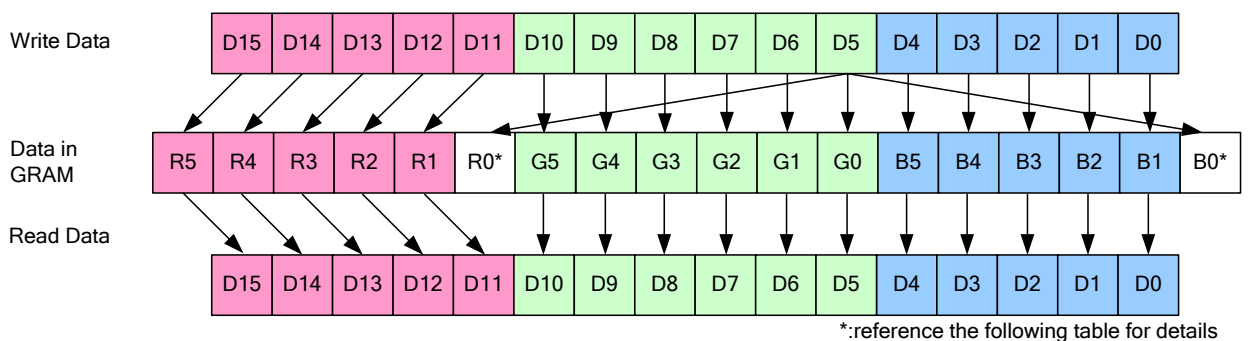 Write Data D15 D14 D13 D12 D11 D10 D9 D8 D7 D6 D5 D4 D3 D2 D1 D0
Data in
GRAM
R5 R4 R3 R2 R1 R0* G5 G4 G3 G2 G1 G0 B5 B4 B3 B2 B1 B0*
Read Data
D15 D14 D13 D12 D11 D10 D9 D8 D7 D6 D5 D4 D3 D2 D1 D0
*:reference the following table for details